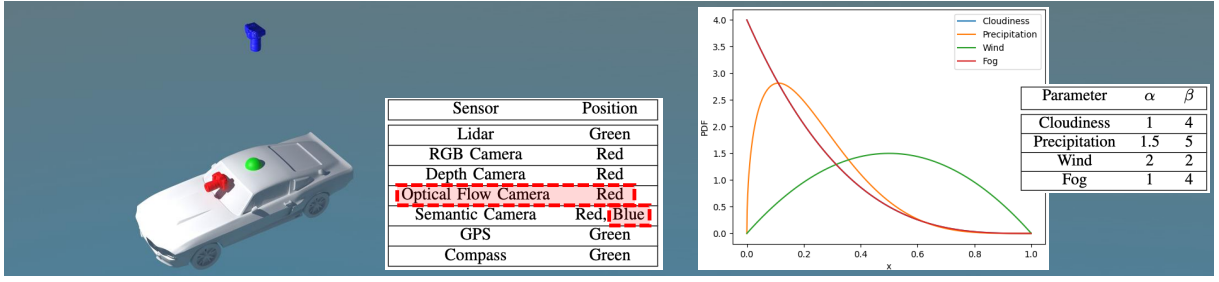 Sensor Position
Lidar Green
RGB Camera Red
Depth Camera Red
Optical Flow Camera Red
Semantic Camera Red, Blue
GPS Green
Compass Green
4.0
3.5
3.0
2.5
2.0
1.5
1.0
0.5
0.0
PDF
0.0 0.2 0.4 0.6 0.8 1.0
x
Cloudiness
Precipitation
Wind
Fog
Parameter α β
Cloudiness 1 4
Precipitation 1.5 5
Wind 2 2
Fog 1 4